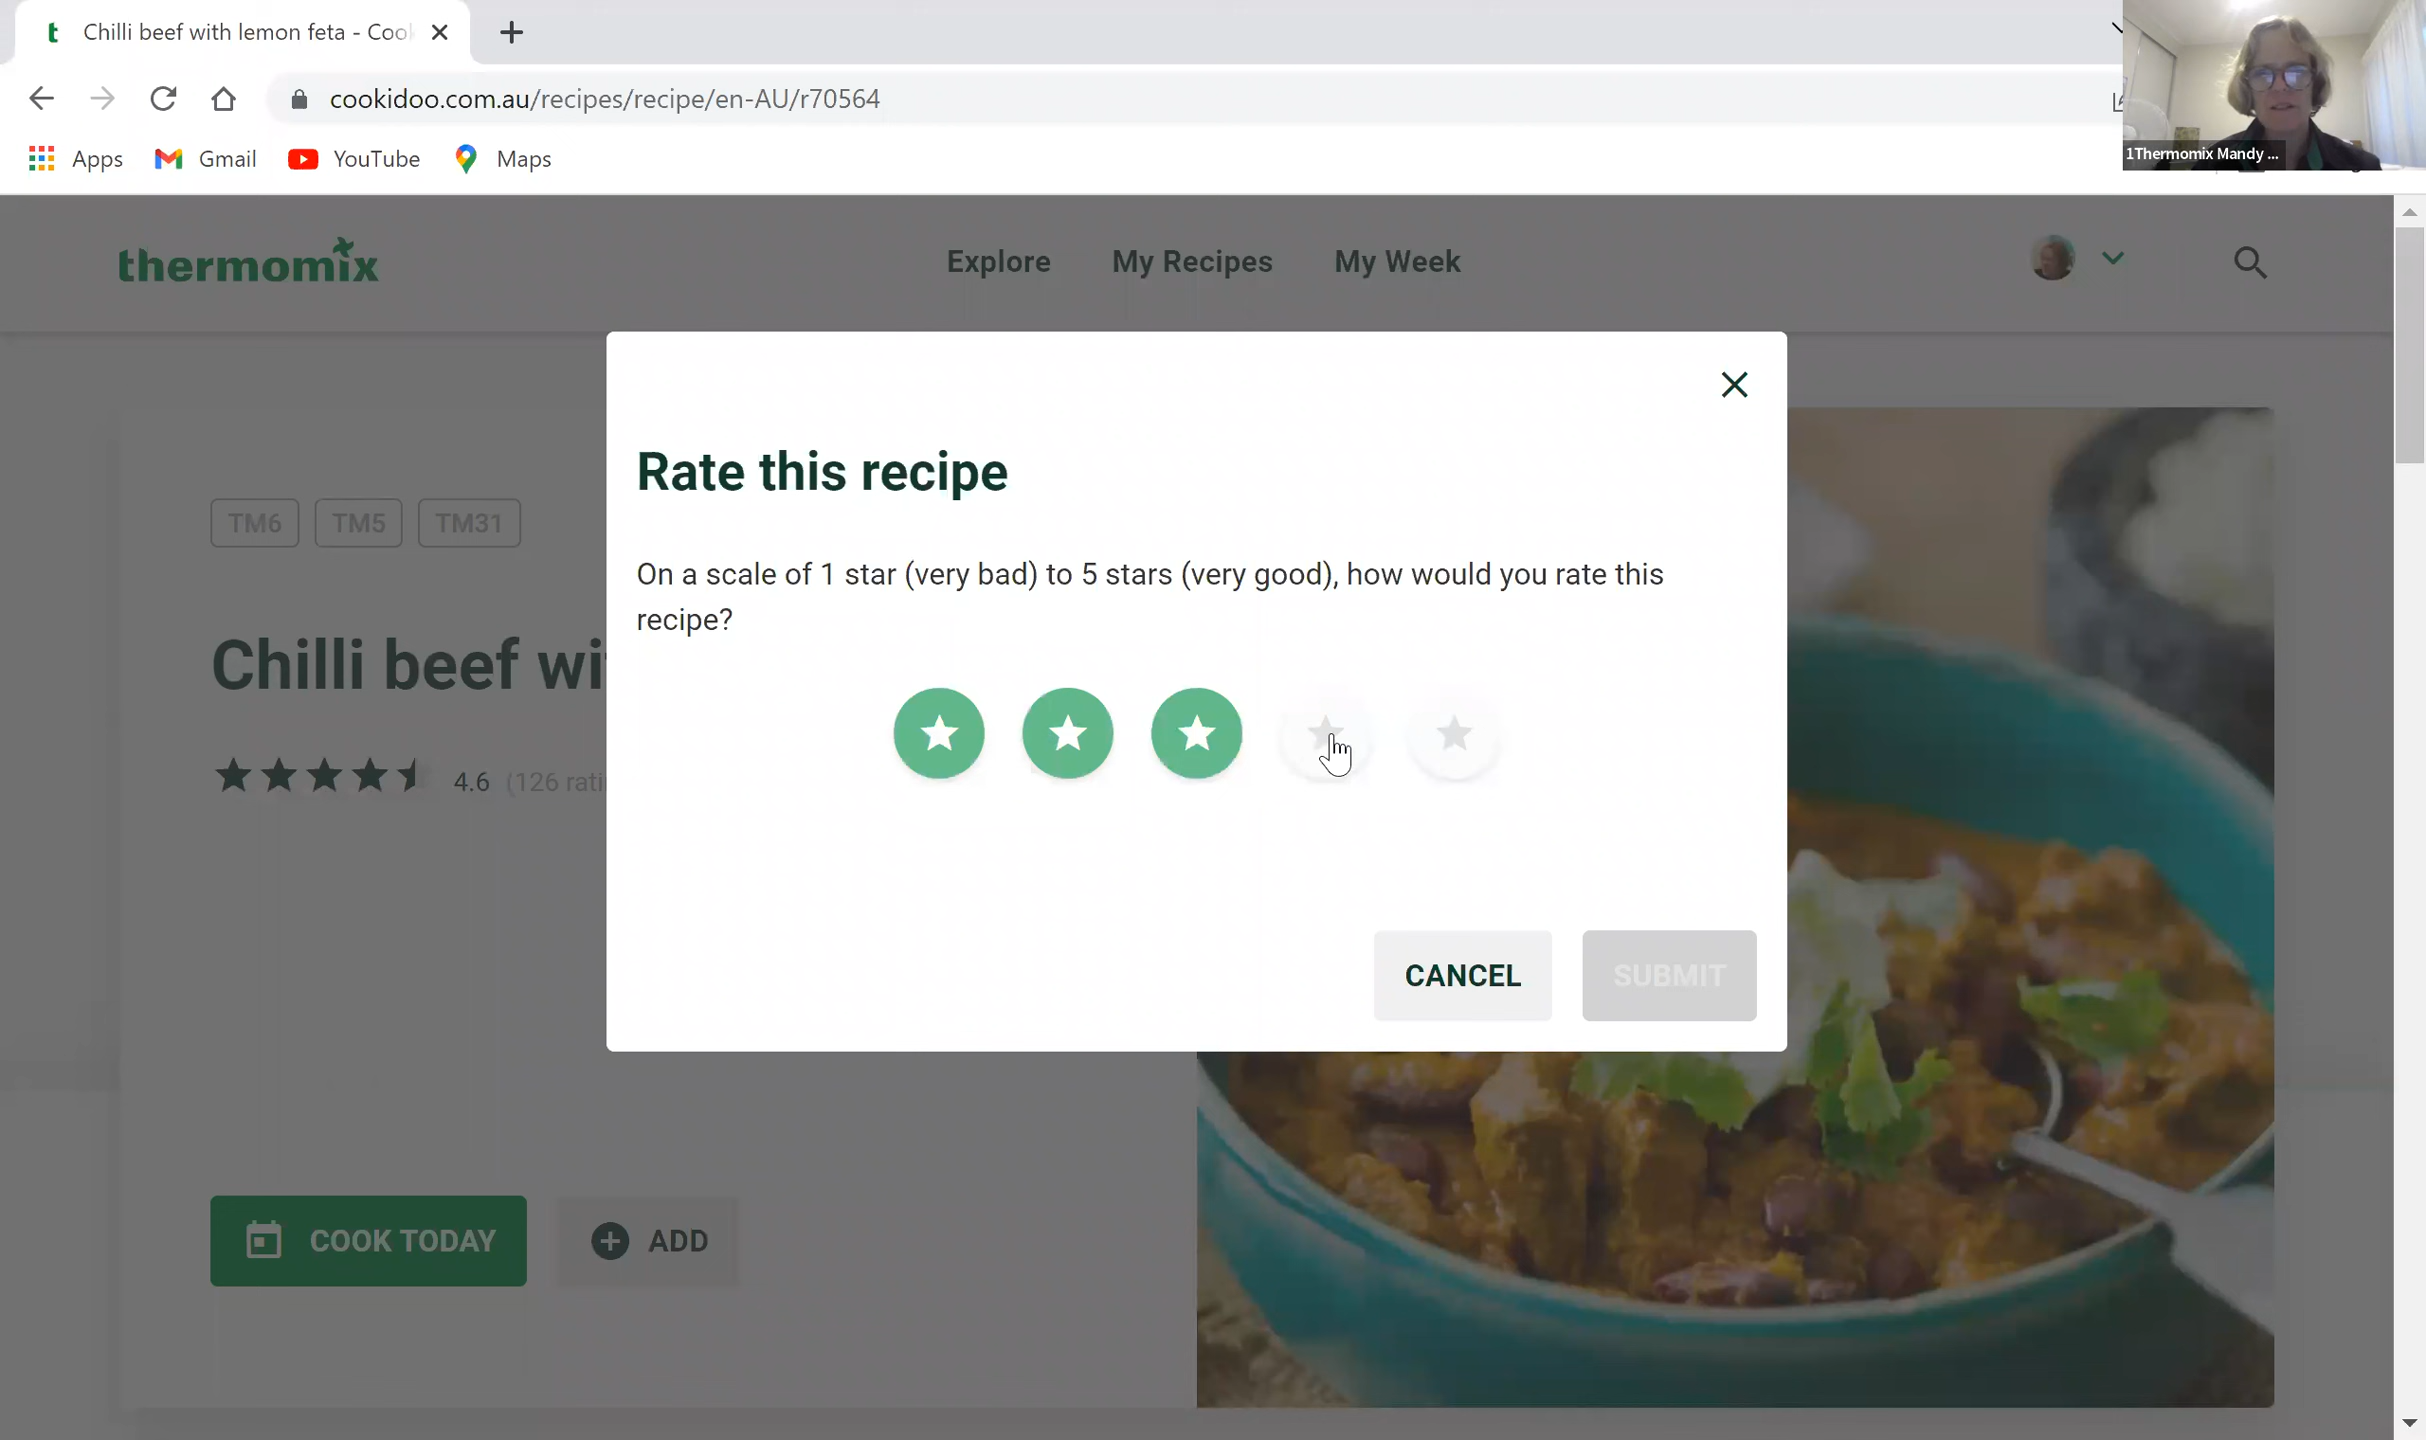 Chilli beef with lemon feta - Coo
cookidoo.com.au/recipes/recipe/en-AU/r70564
Apps Gmail YouTube Maps
1Thermomix Mandy ...
thermomix Explore My Recipes My Week
Rate this recipe
TM6 TM5 TM31
On a scale of 1 star (very bad) to 5 stars (very good), how would you rate this
recipe?
Chilli beef wi
4.6 (126 rati
CANCEL SUBMIT
COOK TODAY ADD